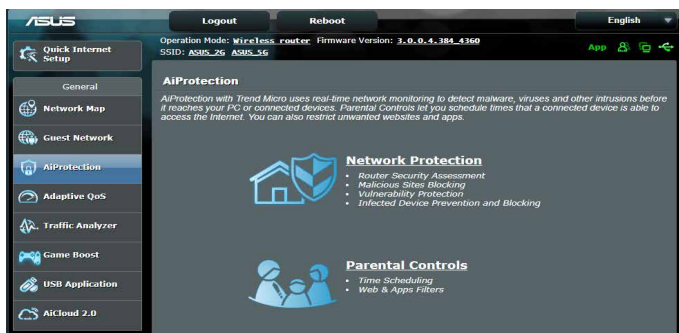 ASUS
Logout
Reboot
English
Quick Internet
Setup
Operation Mode: Wireless router Firmware Version: 3.0.0.4.384_4360
SSID: ASUS_2G ASUS_5G
App
General
Network Map
Guest Network
AiProtection
Adaptive QoS
Traffic Analyzer
Game Boost
USB Application
AiCloud 2.0
AiProtection
AiProtection with Trend Micro uses real-time network monitoring to detect malware, viruses and other intrusions before
it reaches your PC or connected devices. Parental Controls let you schedule times that a connected device is able to
access the Internet. You can also restrict unwanted websites and apps.
Network Protection
• Router Security Assessment
• Malicious Sites Blocking
• Vulnerability Protection
• Infected Device Prevention and Blocking
Parental Controls
• Time Scheduling
• Web & Apps Filters